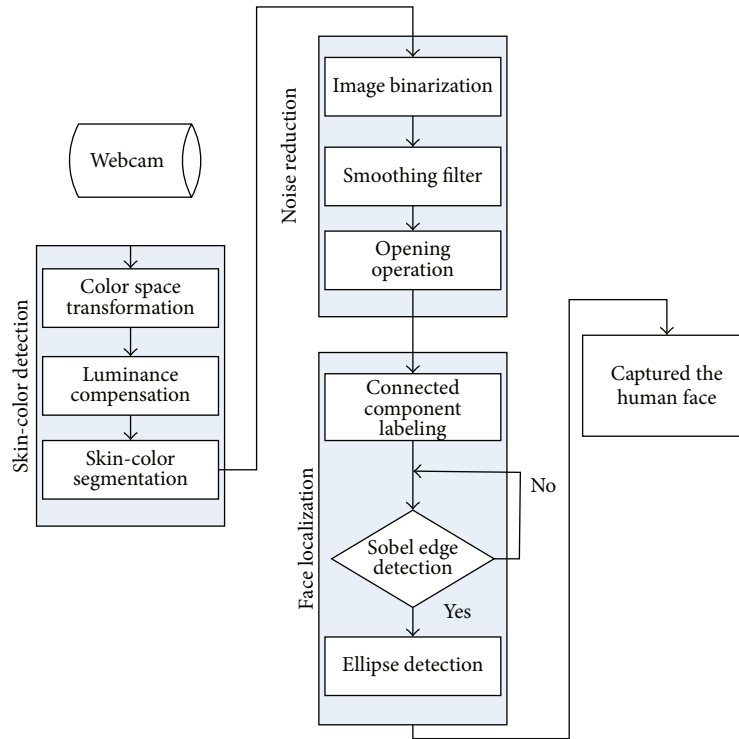 Webcam
Skin-color detection
Color space
transformation
Luminance
compensation
Skin-color
segmentation
Noise reduction
Image binarization
Smoothing filter
Opening
operation
Face localization
Connected
component
labeling
No
Sobel edge
detection
Yes
Ellipse detection
Captured the
human face